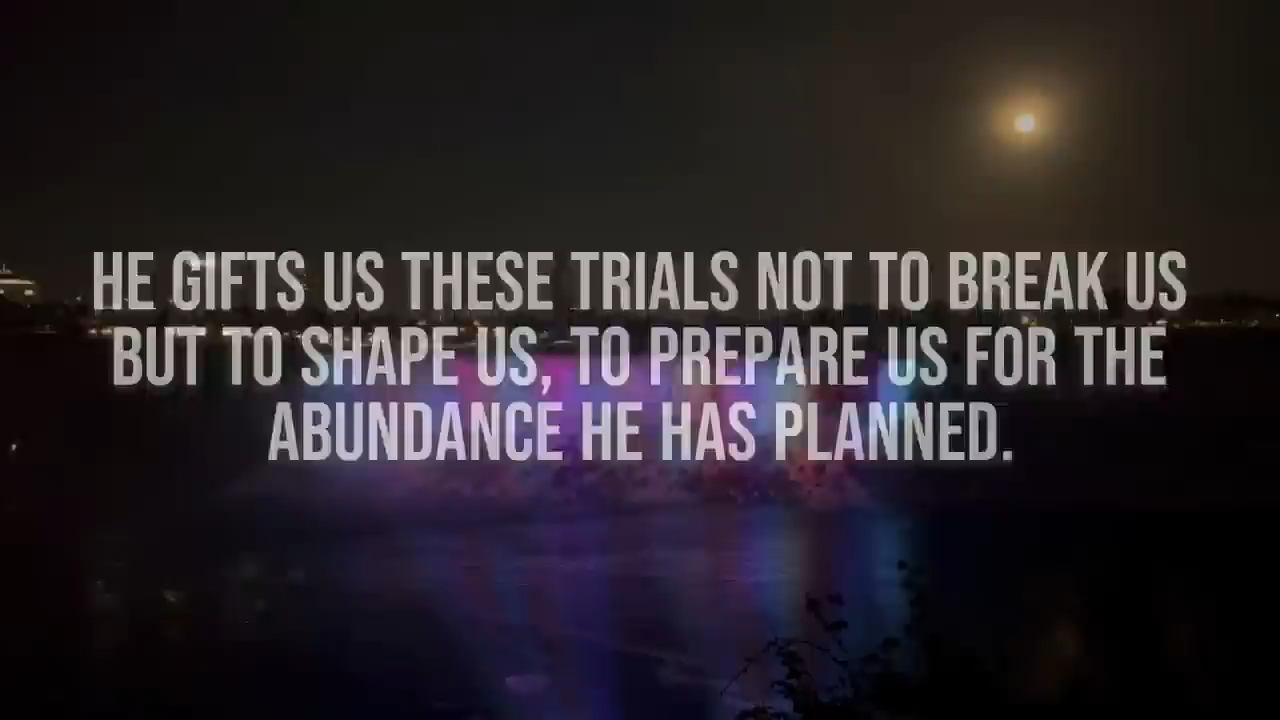 HE GIFTS US THESE TRIALS NOT TO BREAK US
BUT TO SHAPE US, TO PREPARE US FOR THE
ABUNDANCE HE HAS PLANNED.